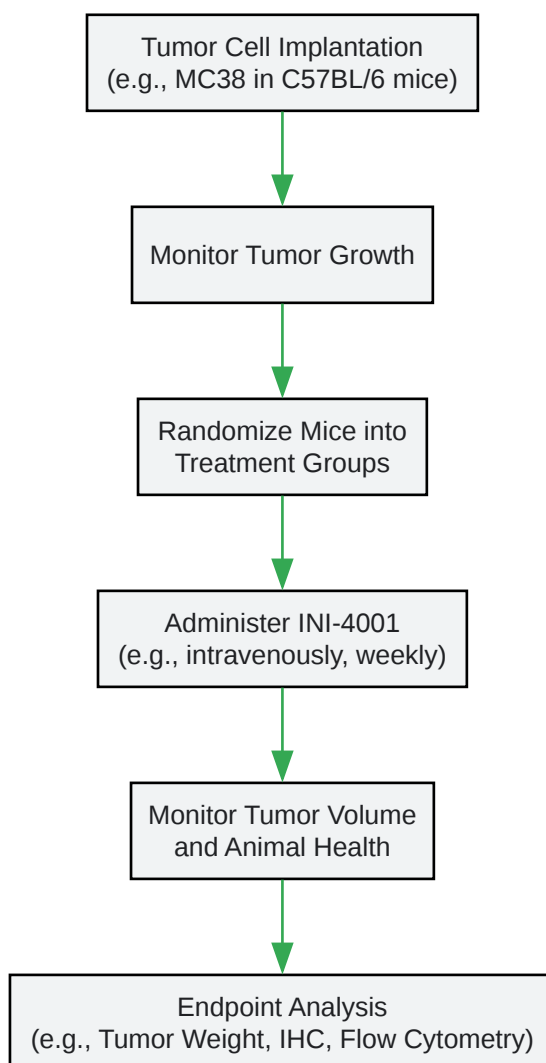 Tumor Cell Implantation
(e.g., MC38 in C57BL/6 mice)
Monitor Tumor Growth
Randomize Mice into
Treatment Groups
Administer INI-4001
(e.g., intravenously, weekly)
Monitor Tumor Volume
and Animal Health
Endpoint Analysis
(e.g., Tumor Weight, IHC, Flow Cytometry)